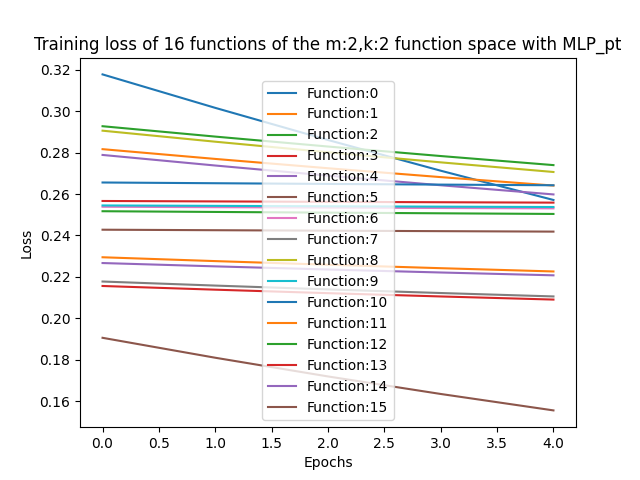 Training loss of 16 functions of the m:2,k:2 function space with MLP_pt
0.32
0.30
0.28
0.26
0.24
0.22
0.20
0.18
0.16
Loss
Function:0
Function:1
Function:2
Function:3
Function:4
Function:5
Function:6
Function:7
Function:8
Function:9
Function:10
Function:11
Function:12
Function:13
Function:14
Function:15
0.0 0.5 1.0 1.5 2.0 2.5 3.0 3.5 4.0
Epochs